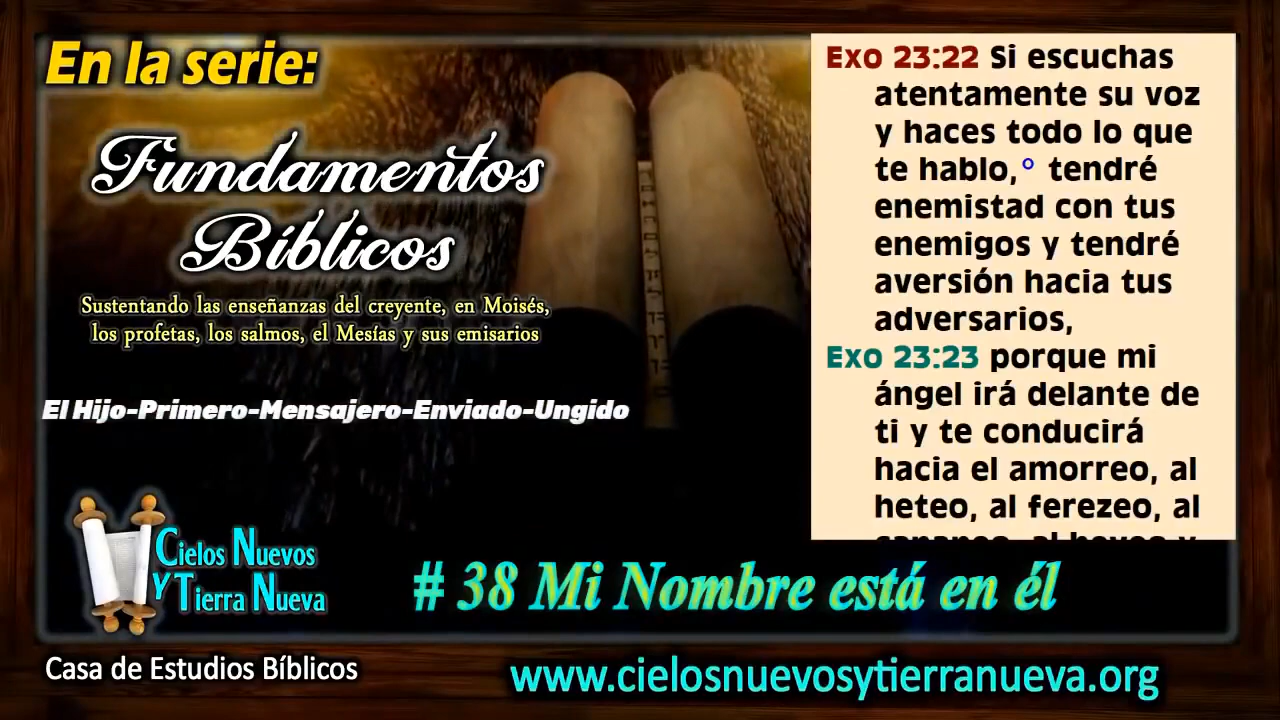 En la serie:
Fundamentos
Bíblicos
Sustentando las enseñanzas del creyente, en Moisés,
los profetas, los salmos, el Mesías y sus emisarios
El Hijo-Primero-Mensajero-Enviado-Ungido
Cielos Nuevos
Y Tierra Nueva
Casa de Estudios Bíblicos
Exo 23:22 Si escuchas
atentamente su voz
y haces todo lo que
te hablo,° tendré
enemistad con tus
enemigos y tendré
aversión hacia tus
adversarios,
Exo 23:23 porque mi
ángel irá delante de
ti y te conducirá
hacia el amorreo, al
heteo, al ferezeo, al
# 38 Mi Nombre está en él
www.cielosnuevosytierranueva.org